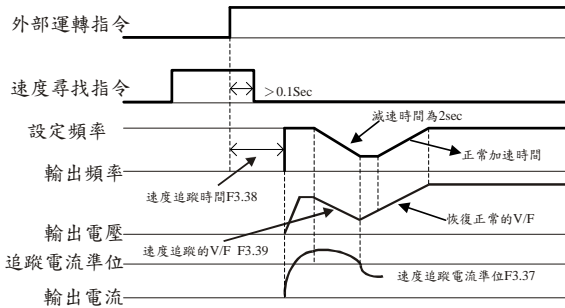 外部運轉指令
速度尋找指令
>0.1Sec
設定頻率
減速時間為2sec
正常加速時間
輸出頻率
速度追蹤時間F3.38
輸出電壓
速度追蹤的V/F F3.39
恢復正常的V/F
追蹤電流準位
速度追蹤電流準位F3.37
輸出電流